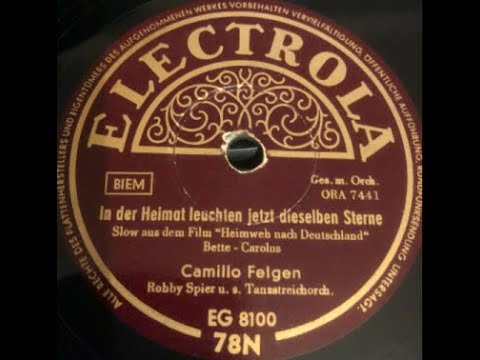 ALLE RECHTE DES PLATTENHERSTELLERS UND EIGENTÜMERS DES AUFGENOMMENEN WERKES VORBEHALTEN VERVIELFÄLTIGUNG, ÖFFENTLICHE AUFFÜHRUNG, RUNDFUNKSENDUNG UNTERSAGT.
ELECTROLA
BIEM
Ges. m. Orch.
ORA 7441
In der Heimat leuchten jetzt dieselben Sterne
Slow aus dem Film "Heimweh nach Deutschland"
Bette - Carolus
Camillo Felgen
Robby Spier u. s. Tanzstreichorch.
EG 8100
78N